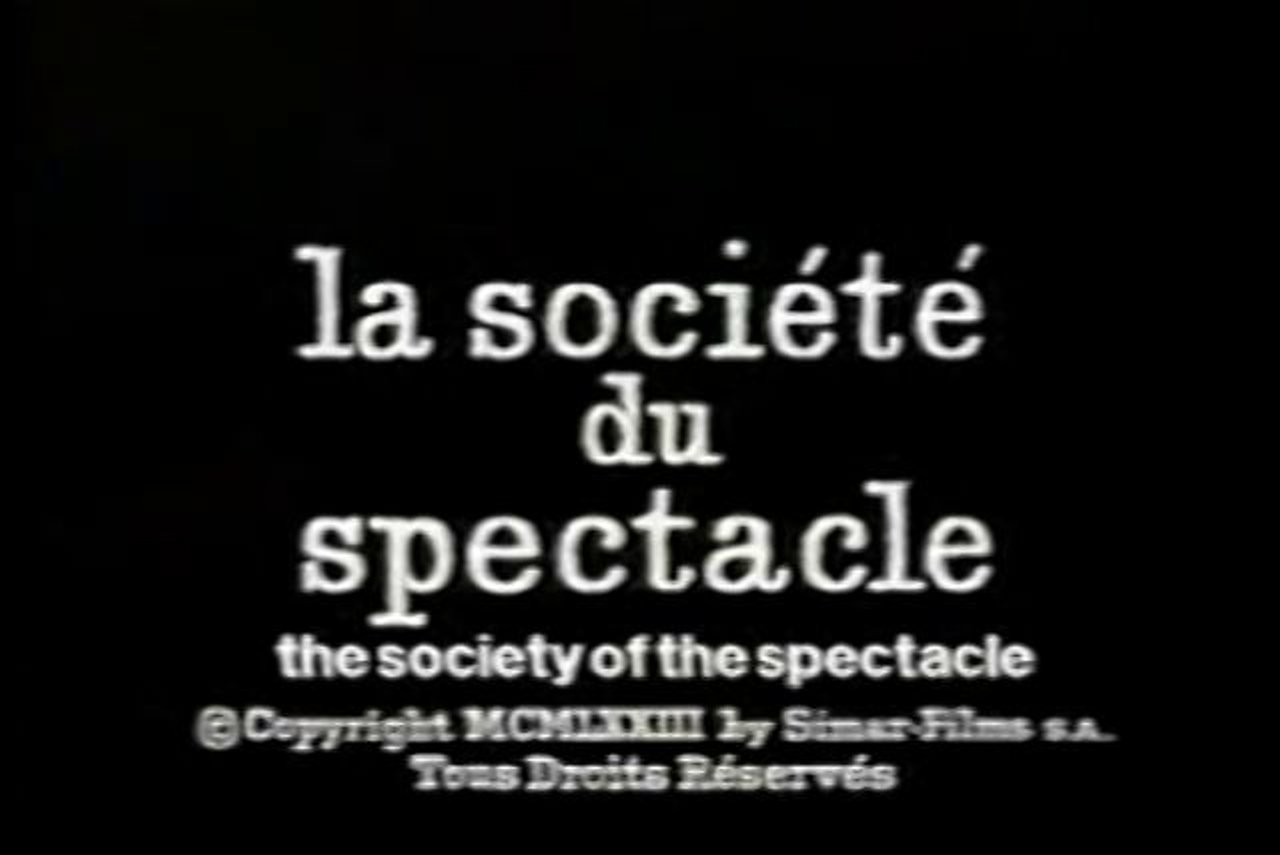 la société
du
spectacle
the society of the spectacle
©Copyright MCMLXXIII by Simar-Films s.A.
Tous Droits Réservés